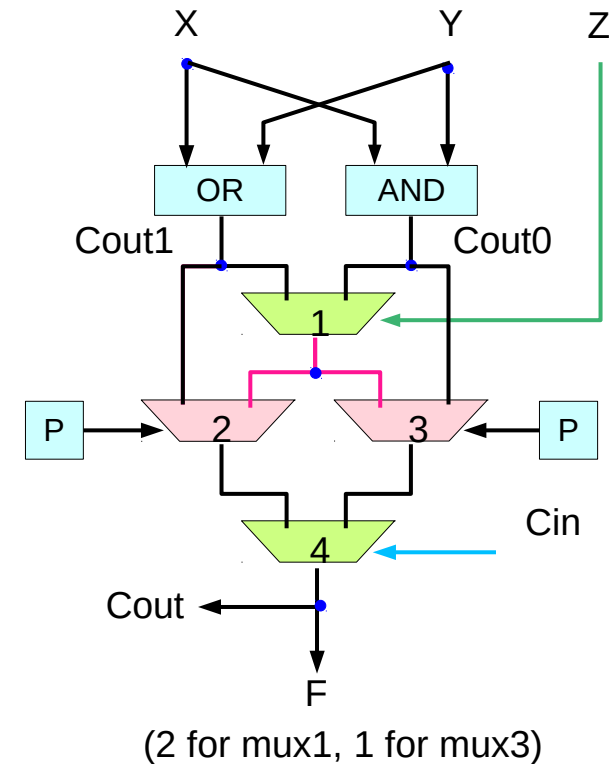 X Y Z
OR AND
Cout1 Cout0
1
P 2 3 P
Cin
4
Cout
F
(2 for mux1, 1 for mux3)